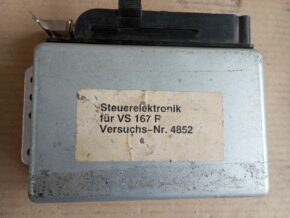 Steuerelektronik
für VS 167 R
Versuchs-Nr. 4852